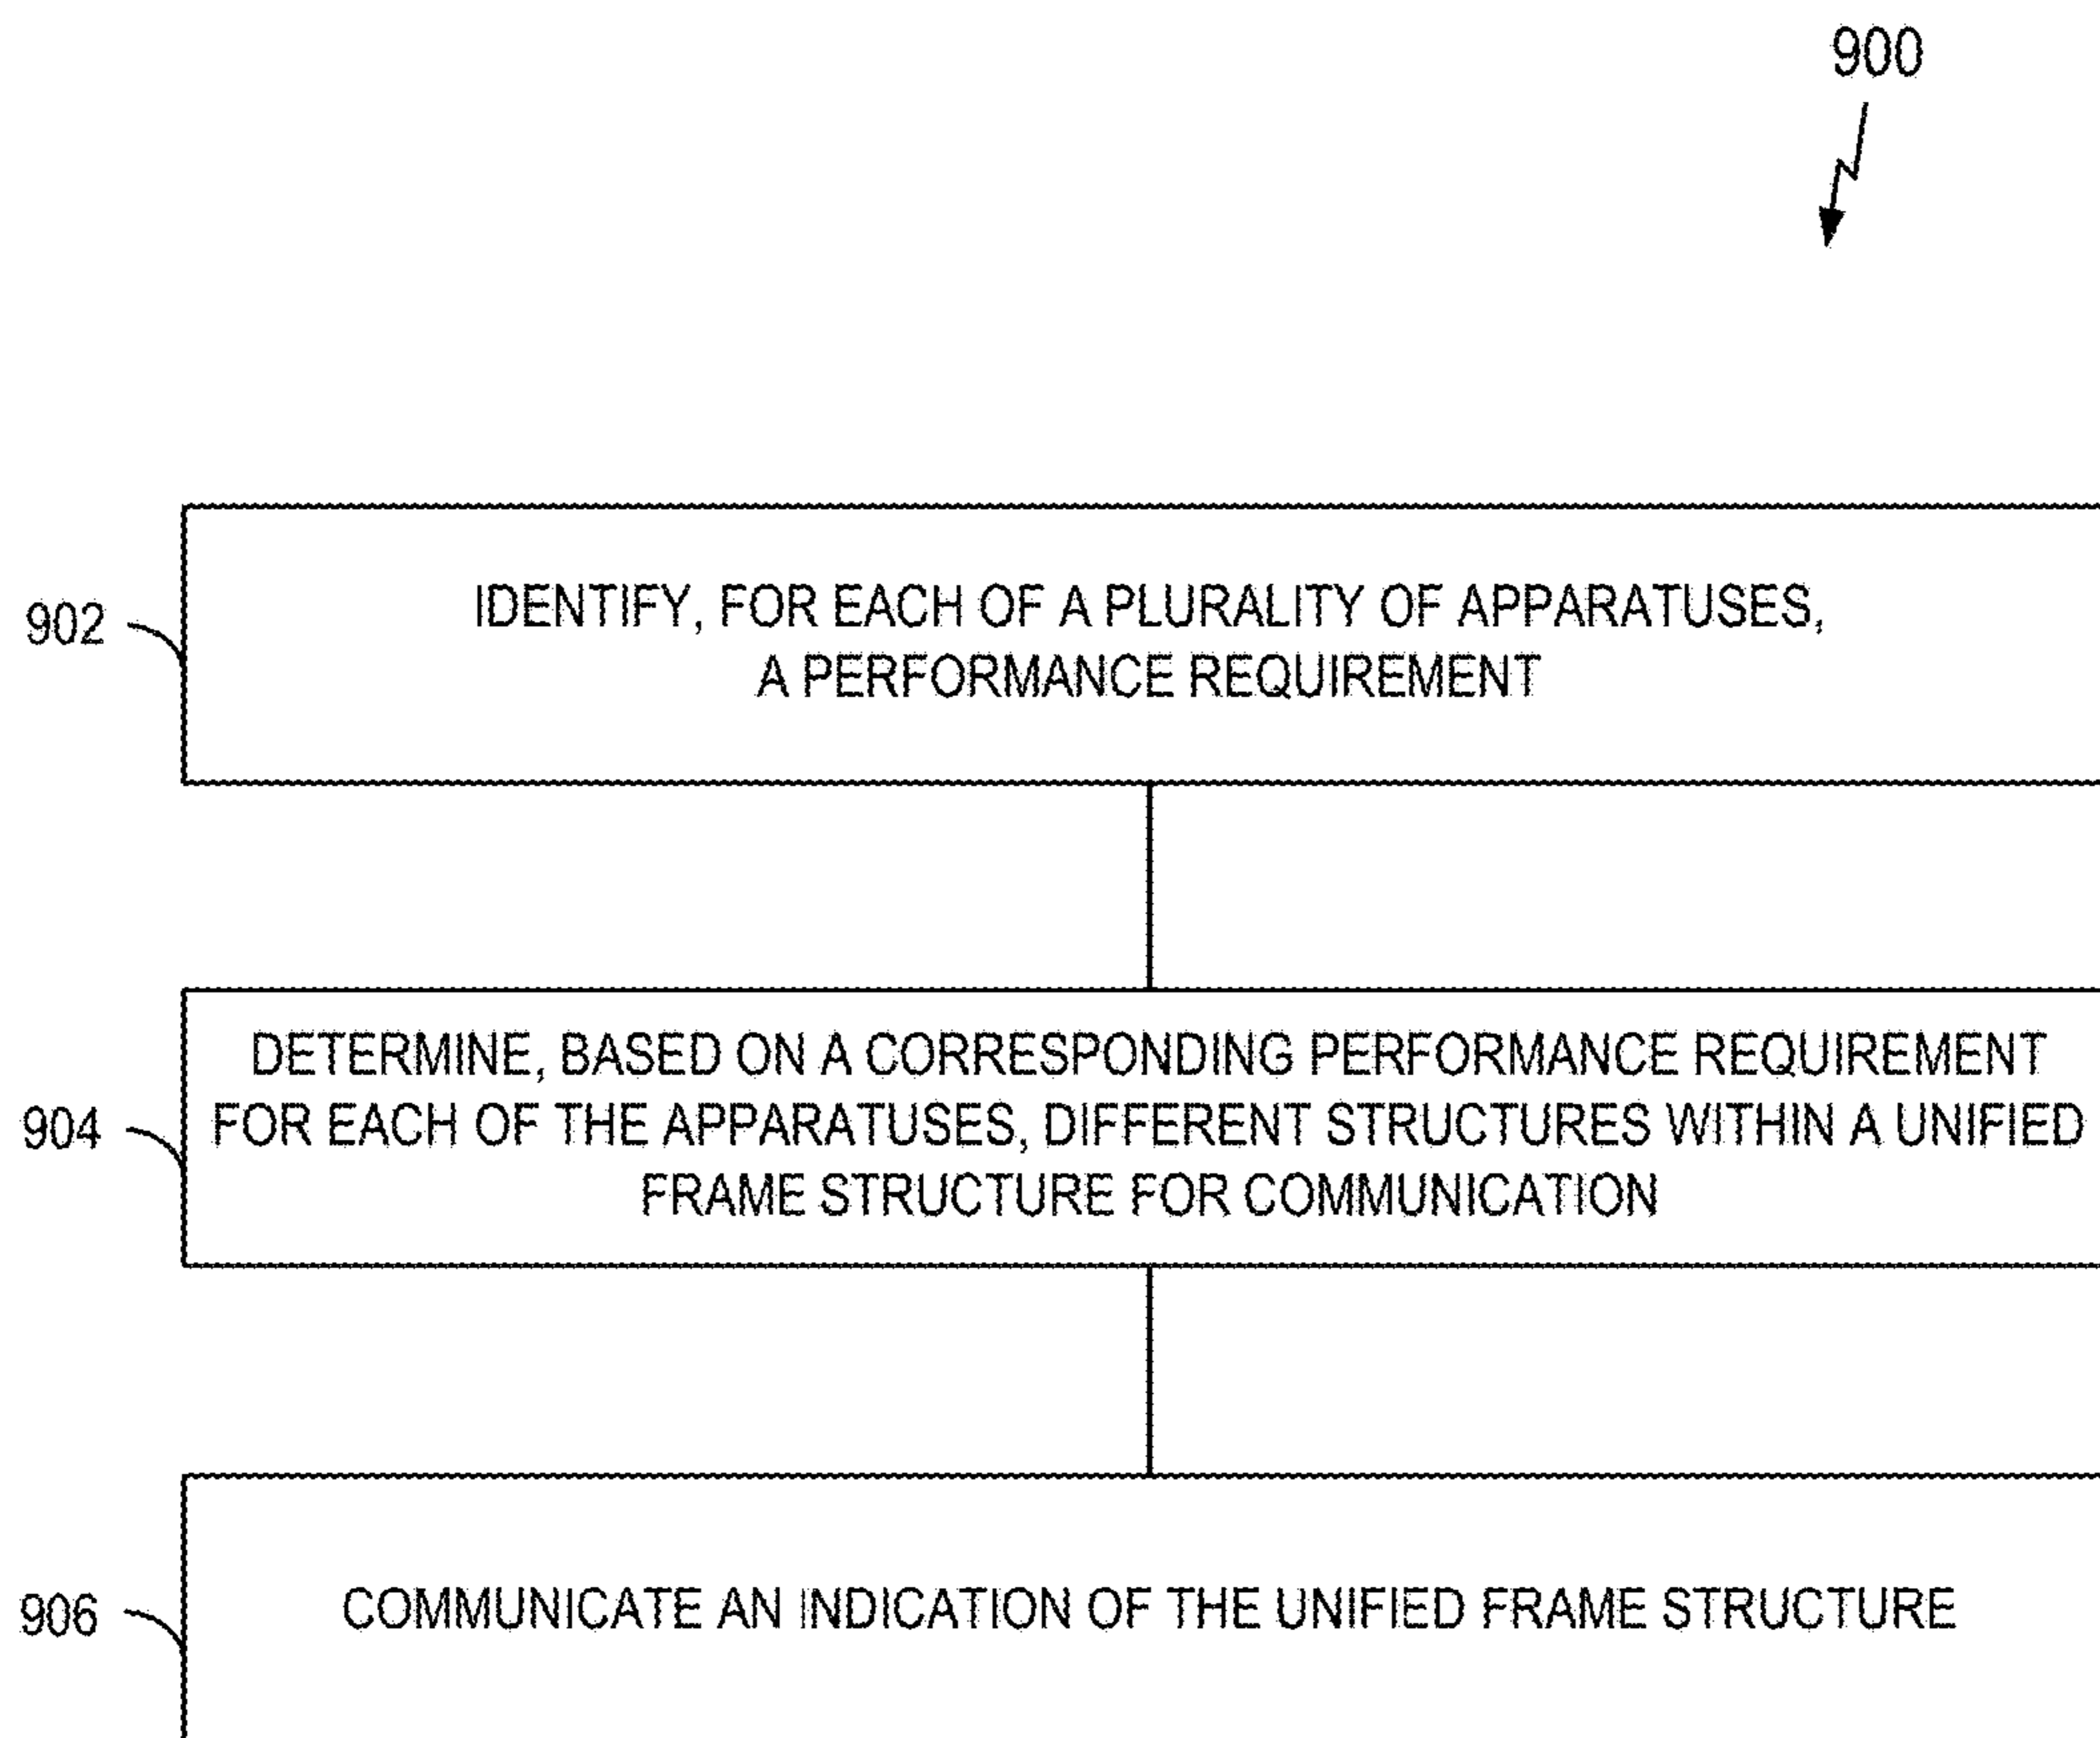 900
902
IDENTIFY, FOR EACH OF A PLURALITY OF APPARATUSES,
A PERFORMANCE REQUIREMENT
904
DETERMINE, BASED ON A CORRESPONDING PERFORMANCE REQUIREMENT
FOR EACH OF THE APPARATUSES, DIFFERENT STRUCTURES WITHIN A UNIFIED
FRAME STRUCTURE FOR COMMUNICATION
906
COMMUNICATE AN INDICATION OF THE UNIFIED FRAME STRUCTURE